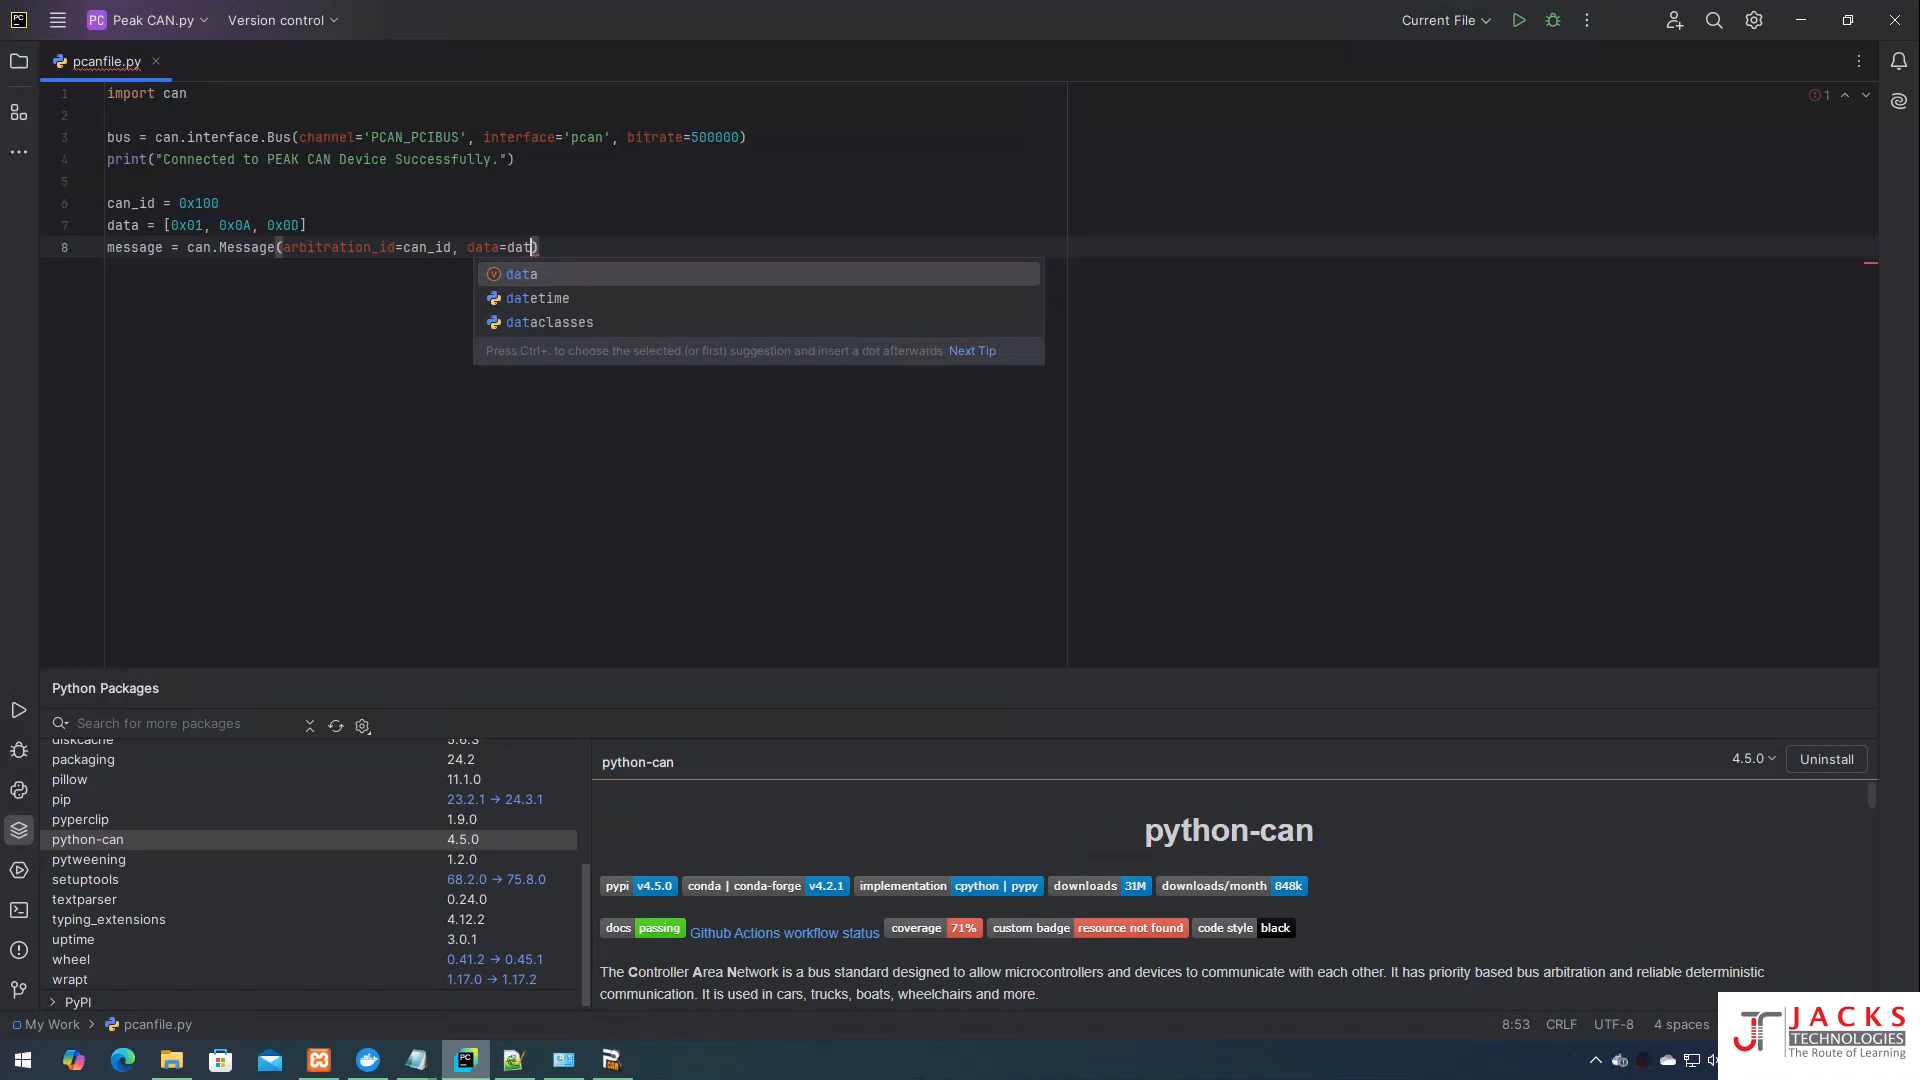 PC Peak CAN.py Version control Current File
pcanfile.py
1 import can
2
3 bus = can.interface.Bus(channel='PCAN_PCIBUS', interface='pcan', bitrate=500000)
4 print("Connected to PEAK CAN Device Successfully.")
5
6 can_id = 0x100
7 data = [0x01, 0x0A, 0x0D]
8 message = can.Message(arbitration_id=can_id, data=dat)
1
data
datetime
dataclasses
Press Ctrl+. to choose the selected (or first) suggestion and insert a dot afterwards Next Tip
Python Packages
Search for more packages
diskcache 5.6.3
packaging 24.2
pillow 11.1.0
pip 23.2.1 → 24.3.1
pyperclip 1.9.0
python-can 4.5.0
pytweening 1.2.0
setuptools 68.2.0 → 75.8.0
textparser 0.24.0
typing_extensions 4.12.2
uptime 3.0.1
wheel 0.41.2 → 0.45.1
wrapt 1.17.0 → 1.17.2
PyPI
python-can 4.5.0 Uninstall
python-can
pypi v4.5.0 conda | conda-forge v4.2.1 implementation cpython | pypy downloads 31M downloads/month 848k
docs passing Github Actions workflow status coverage 71% custom badge resource not found code style black
The Controller Area Network is a bus standard designed to allow microcontrollers and devices to communicate with each other. It has priority based bus arbitration and reliable deterministic
communication. It is used in cars, trucks, boats, wheelchairs and more.
My Work pcanfile.py 8:53 CRLF UTF-8 4 spaces
JACKS
TECHNOLOGIES
The Route of Learning